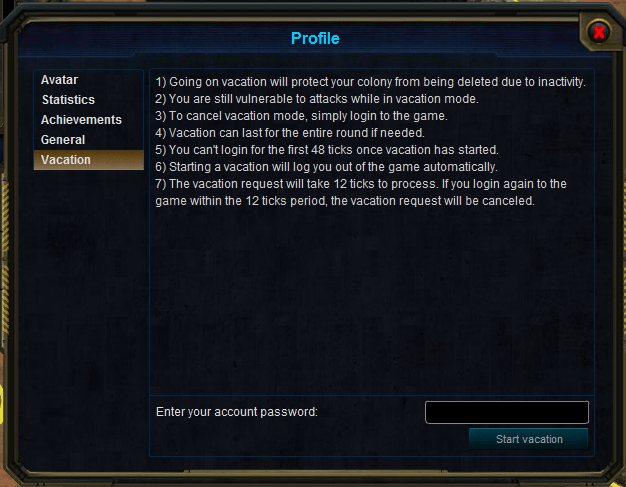 Profile
Avatar
Statistics
Achievements
General
Vacation
1) Going on vacation will protect your colony from being deleted due to inactivity.
2) You are still vulnerable to attacks while in vacation mode.
3) To cancel vacation mode, simply login to the game.
4) Vacation can last for the entire round if needed.
5) You can't login for the first 48 ticks once vacation has started.
6) Starting a vacation will log you out of the game automatically.
7) The vacation request will take 12 ticks to process. If you login again to the
game within the 12 ticks period, the vacation request will be canceled.
Enter your account password:
Start vacation